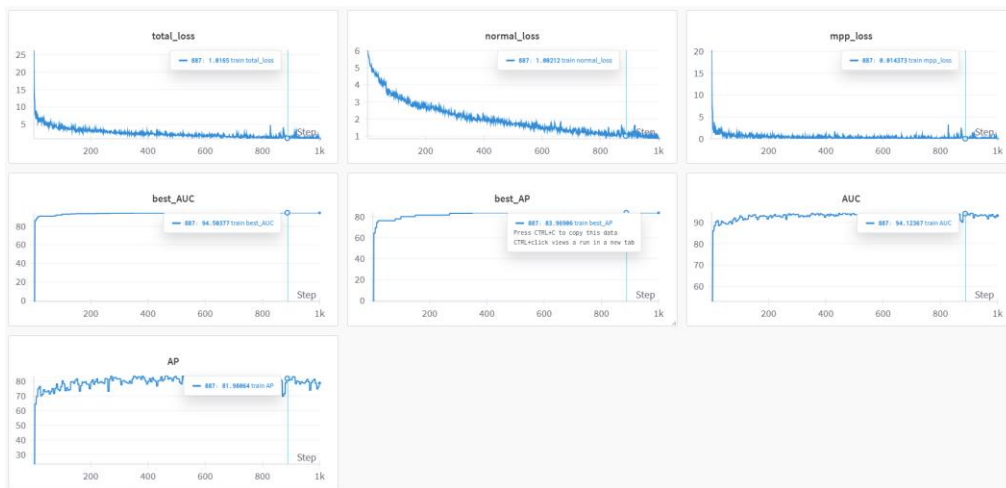 total_loss
25
20
15
10
5
887: 1.0165 train total_loss
Step
200 400 600 800 1k
normal_loss
6
5
4
3
2
1
887: 1.00212 train normal_loss
Step
200 400 600 800 1k
mpp_loss
20
15
10
5
0
887: 0.014373 train mpp_loss
Step
200 400 600 800 1k
best_AUC
80
60
40
20
0
887: 94.50377 train best_AUC
Step
200 400 600 800 1k
best_AP
80
60
40
20
0
887: 83.96906 train best_AP
Press CTRL+C to copy this data
CTRL+click views a run in a new tab
200 400 600 800 1k
AUC
90
80
70
60
887: 94.12367 train AUC
Step
200 400 600 800 1k
AP
80
70
60
50
40
30
887: 81.98064 train AP
Step
200 400 600 800 1k